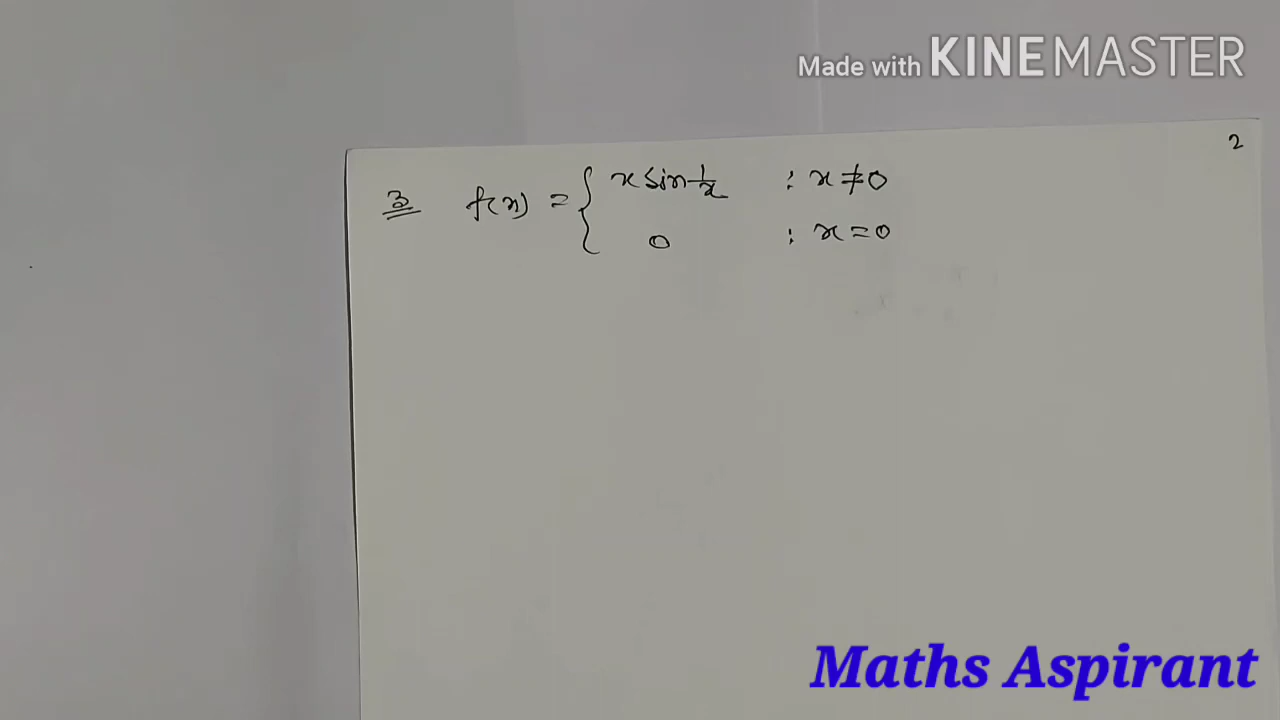 Made with KINEMASTER
2
3 f(x) = { x sin 1/x : x ≠ 0
0 : x = 0
Maths Aspirant